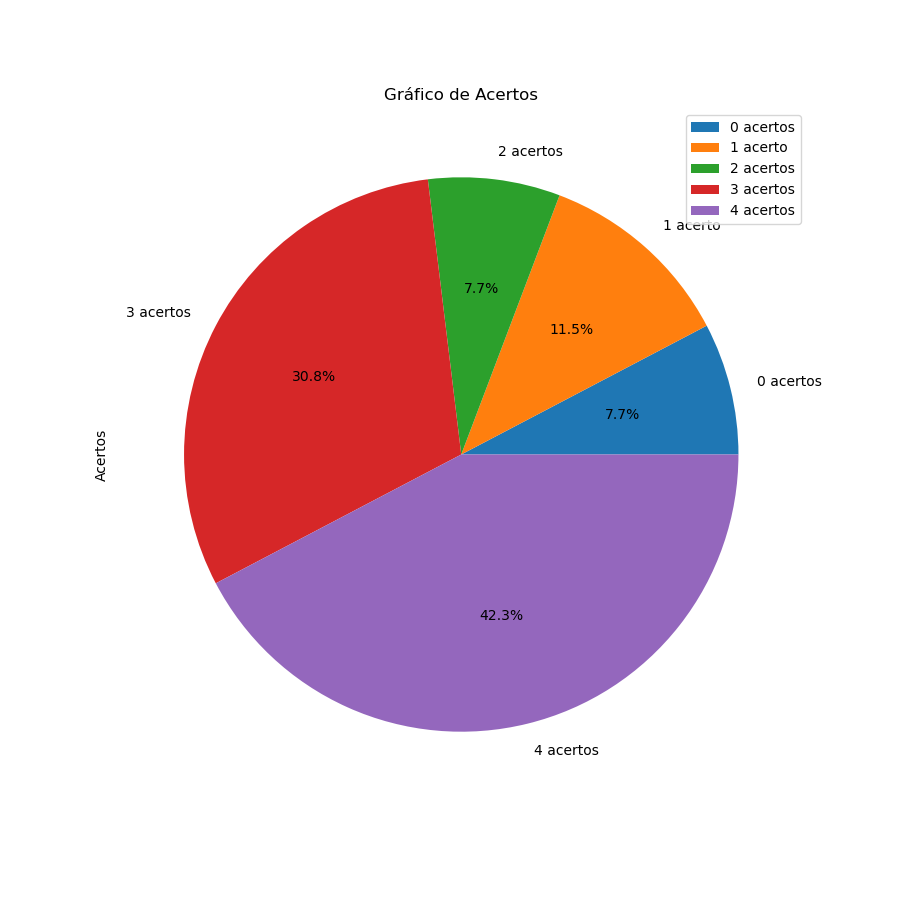 Gráfico de Acertos
0 acertos
1 acerto
2 acertos
3 acertos
4 acertos
2 acertos
1 acerto
3 acertos
0 acertos
4 acertos
7.7%
11.5%
30.8%
7.7%
42.3%
Acertos